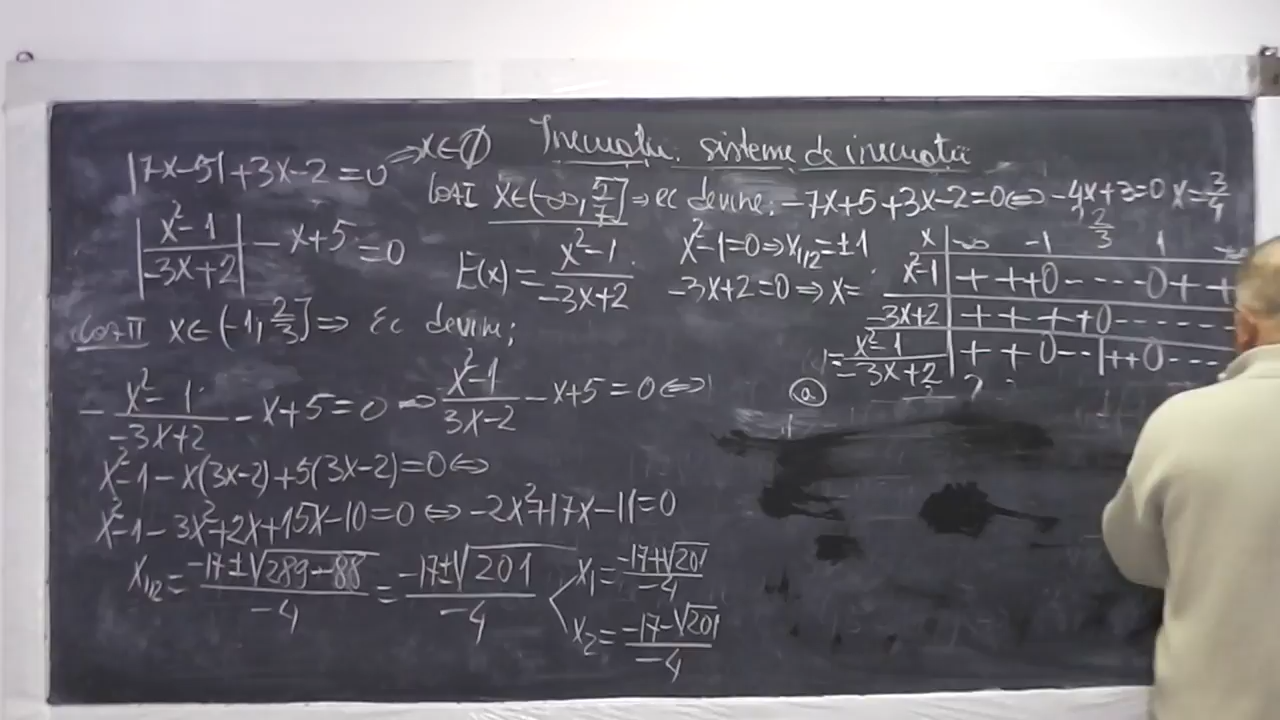 Inecuatii. sisteme de inecuatii
|7x-5|+3x-2=0 => x∈∅
Caz I x∈(-∞, 5/7] => ec devine: -7x+5+3x-2=0 <=> -4x+3=0 x=3/4
|(x²-1)/(-3x+2)| - x+5=0
E(x)= (x²-1)/(-3x+2)
x²-1=0 => x₁,₂=±1
-3x+2=0 => x=
x | -∞ -1 2/3 1
x²-1 | + + + 0 - - - - 0 + +
-3x+2 | + + + + 0 - - - - - -
= (x²-1)/(-3x+2) | + + 0 - - | + + 0 - - - -
Caz II x∈(-1, 2/3] => Ec devine;
- (x²-1)/(-3x+2) - x+5=0 => (x²-1)/(3x-2) - x+5=0 <=>
x²-1-x(3x-2)+5(3x-2)=0 <=>
x²-1-3x²+2x+15x-10=0 <=> -2x²+17x-11=0
x₁,₂= (-17±√289-88)/-4 = (-17±√201)/-4
x₁= (-17+√201)/-4
x₂= (-17-√201)/-4
(a)